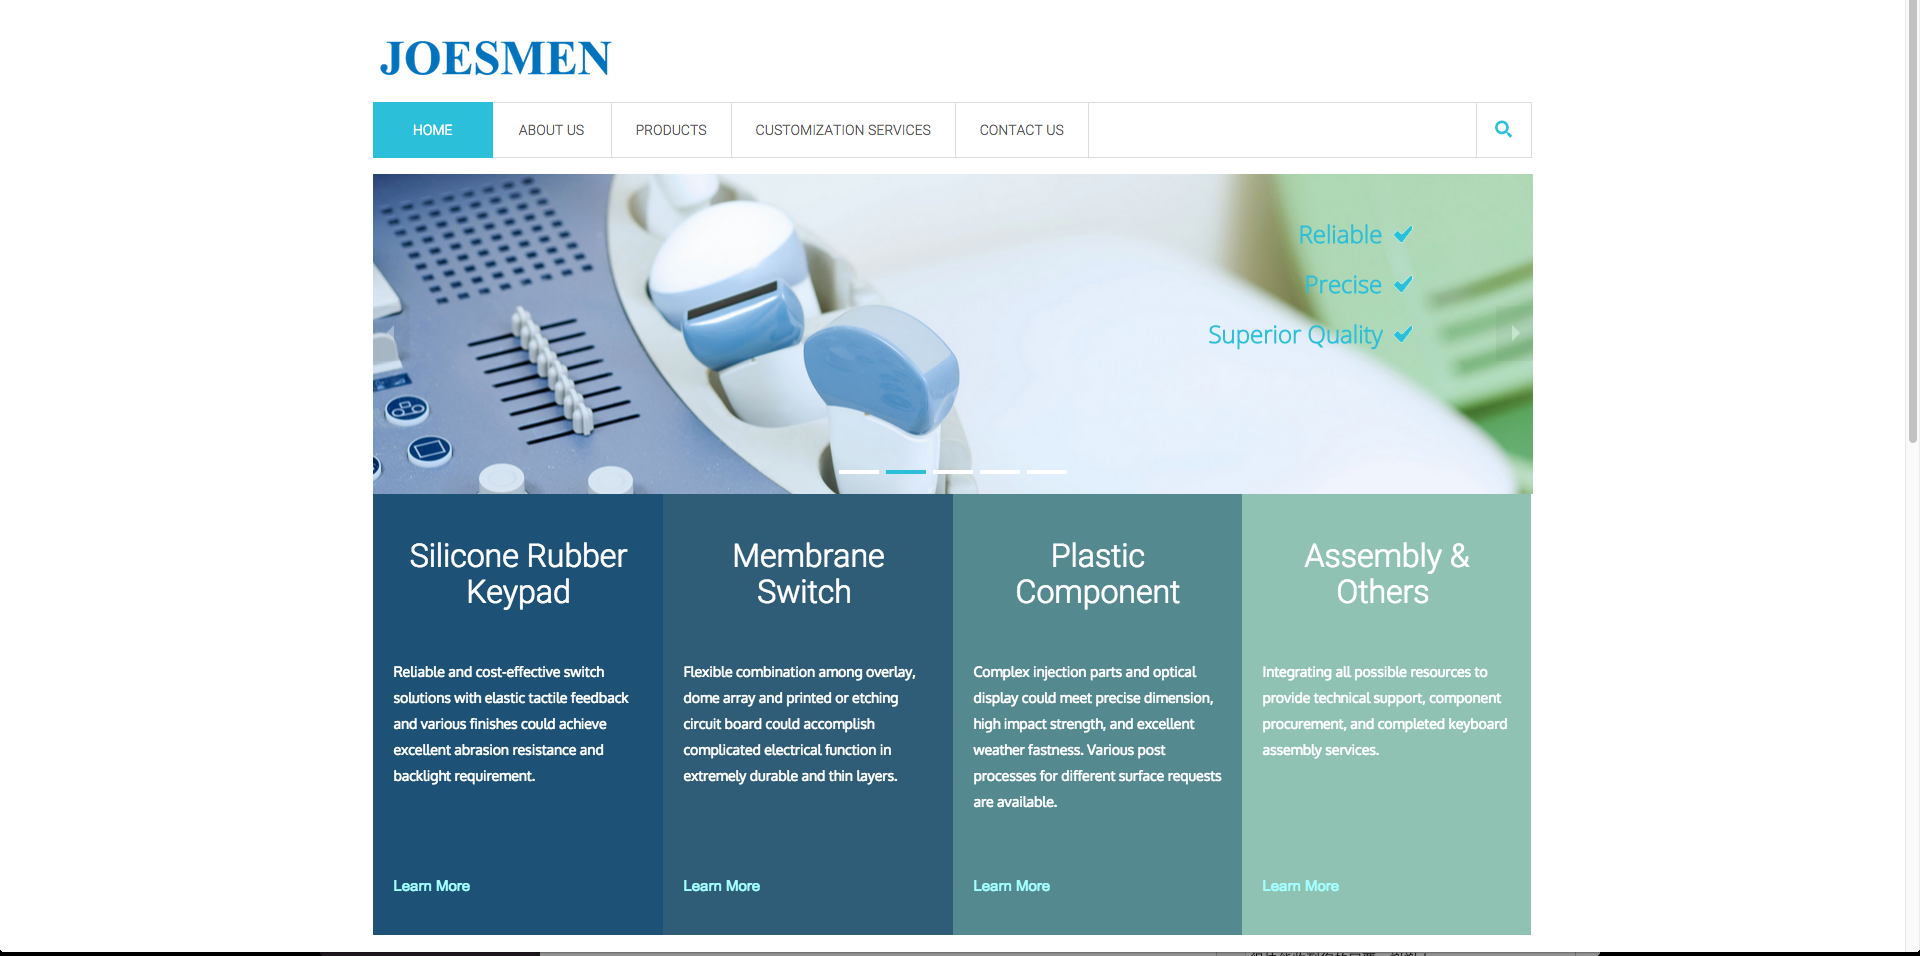 JOESMEN
HOME
ABOUT US
PRODUCTS
CUSTOMIZATION SERVICES
CONTACT US
Reliable
Precise
Superior Quality
Silicone Rubber
Keypad
Reliable and cost-effective switch
solutions with elastic tactile feedback
and various finishes could achieve
excellent abrasion resistance and
backlight requirement.
Learn More
Membrane
Switch
Flexible combination among overlay,
dome array and printed or etching
circuit board could accomplish
complicated electrical function in
extremely durable and thin layers.
Learn More
Plastic
Component
Complex injection parts and optical
display could meet precise dimension,
high impact strength, and excellent
weather fastness. Various post
processes for different surface requests
are available.
Learn More
Assembly &
Others
Integrating all possible resources to
provide technical support, component
procurement, and completed keyboard
assembly services.
Learn More